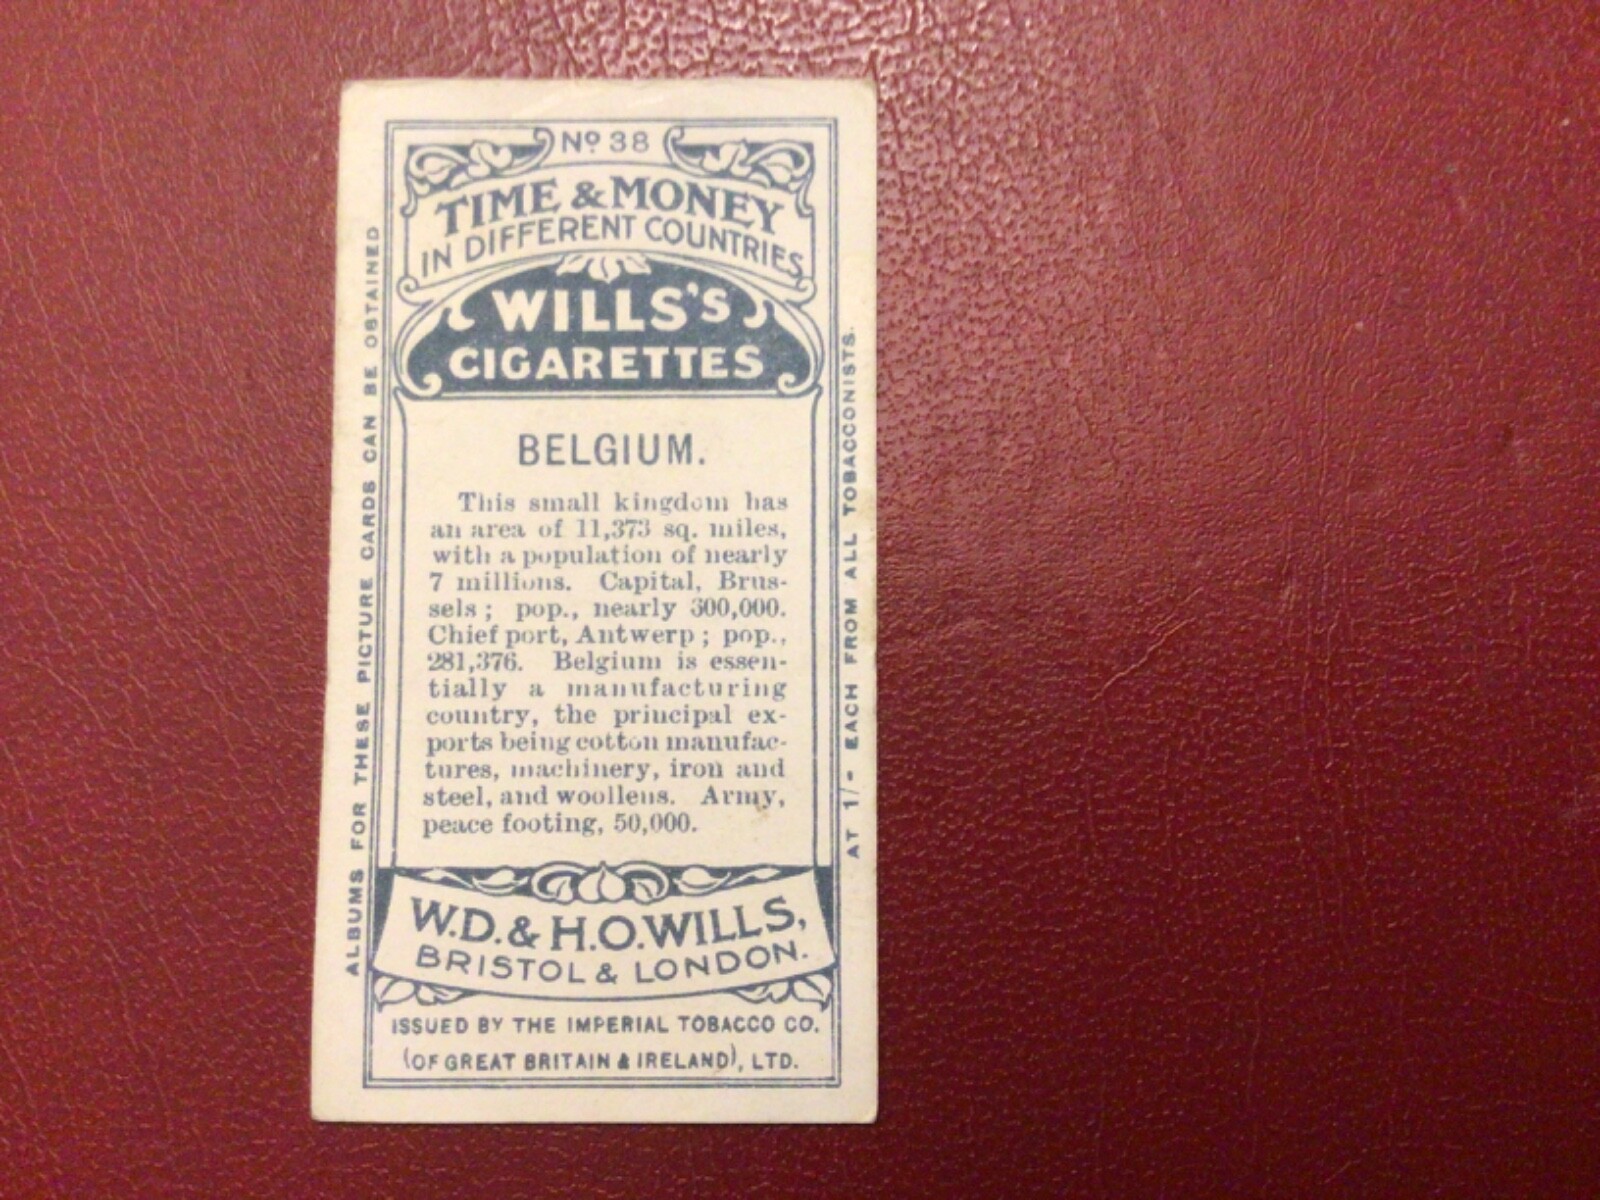 Nº 38
TIME & MONEY
IN DIFFERENT COUNTRIES
WILLS'S
CIGARETTES
BELGIUM.
This small kingdom has
an area of 11,373 sq. miles,
with a population of nearly
7 millions. Capital, Brus-
sels; pop., nearly 300,000.
Chief port, Antwerp; pop.,
281,376. Belgium is essen-
tially a manufacturing
country, the principal ex-
ports being cotton manufac-
tures, machinery, iron and
steel, and woollens. Army,
peace footing, 50,000.
W.D. & H.O. WILLS,
BRISTOL & LONDON.
ISSUED BY THE IMPERIAL TOBACCO CO.
(OF GREAT BRITAIN & IRELAND), LTD.
ALBUMS FOR THESE PICTURE CARDS CAN BE OBTAINED
AT 1/- EACH FROM ALL TOBACCONISTS.